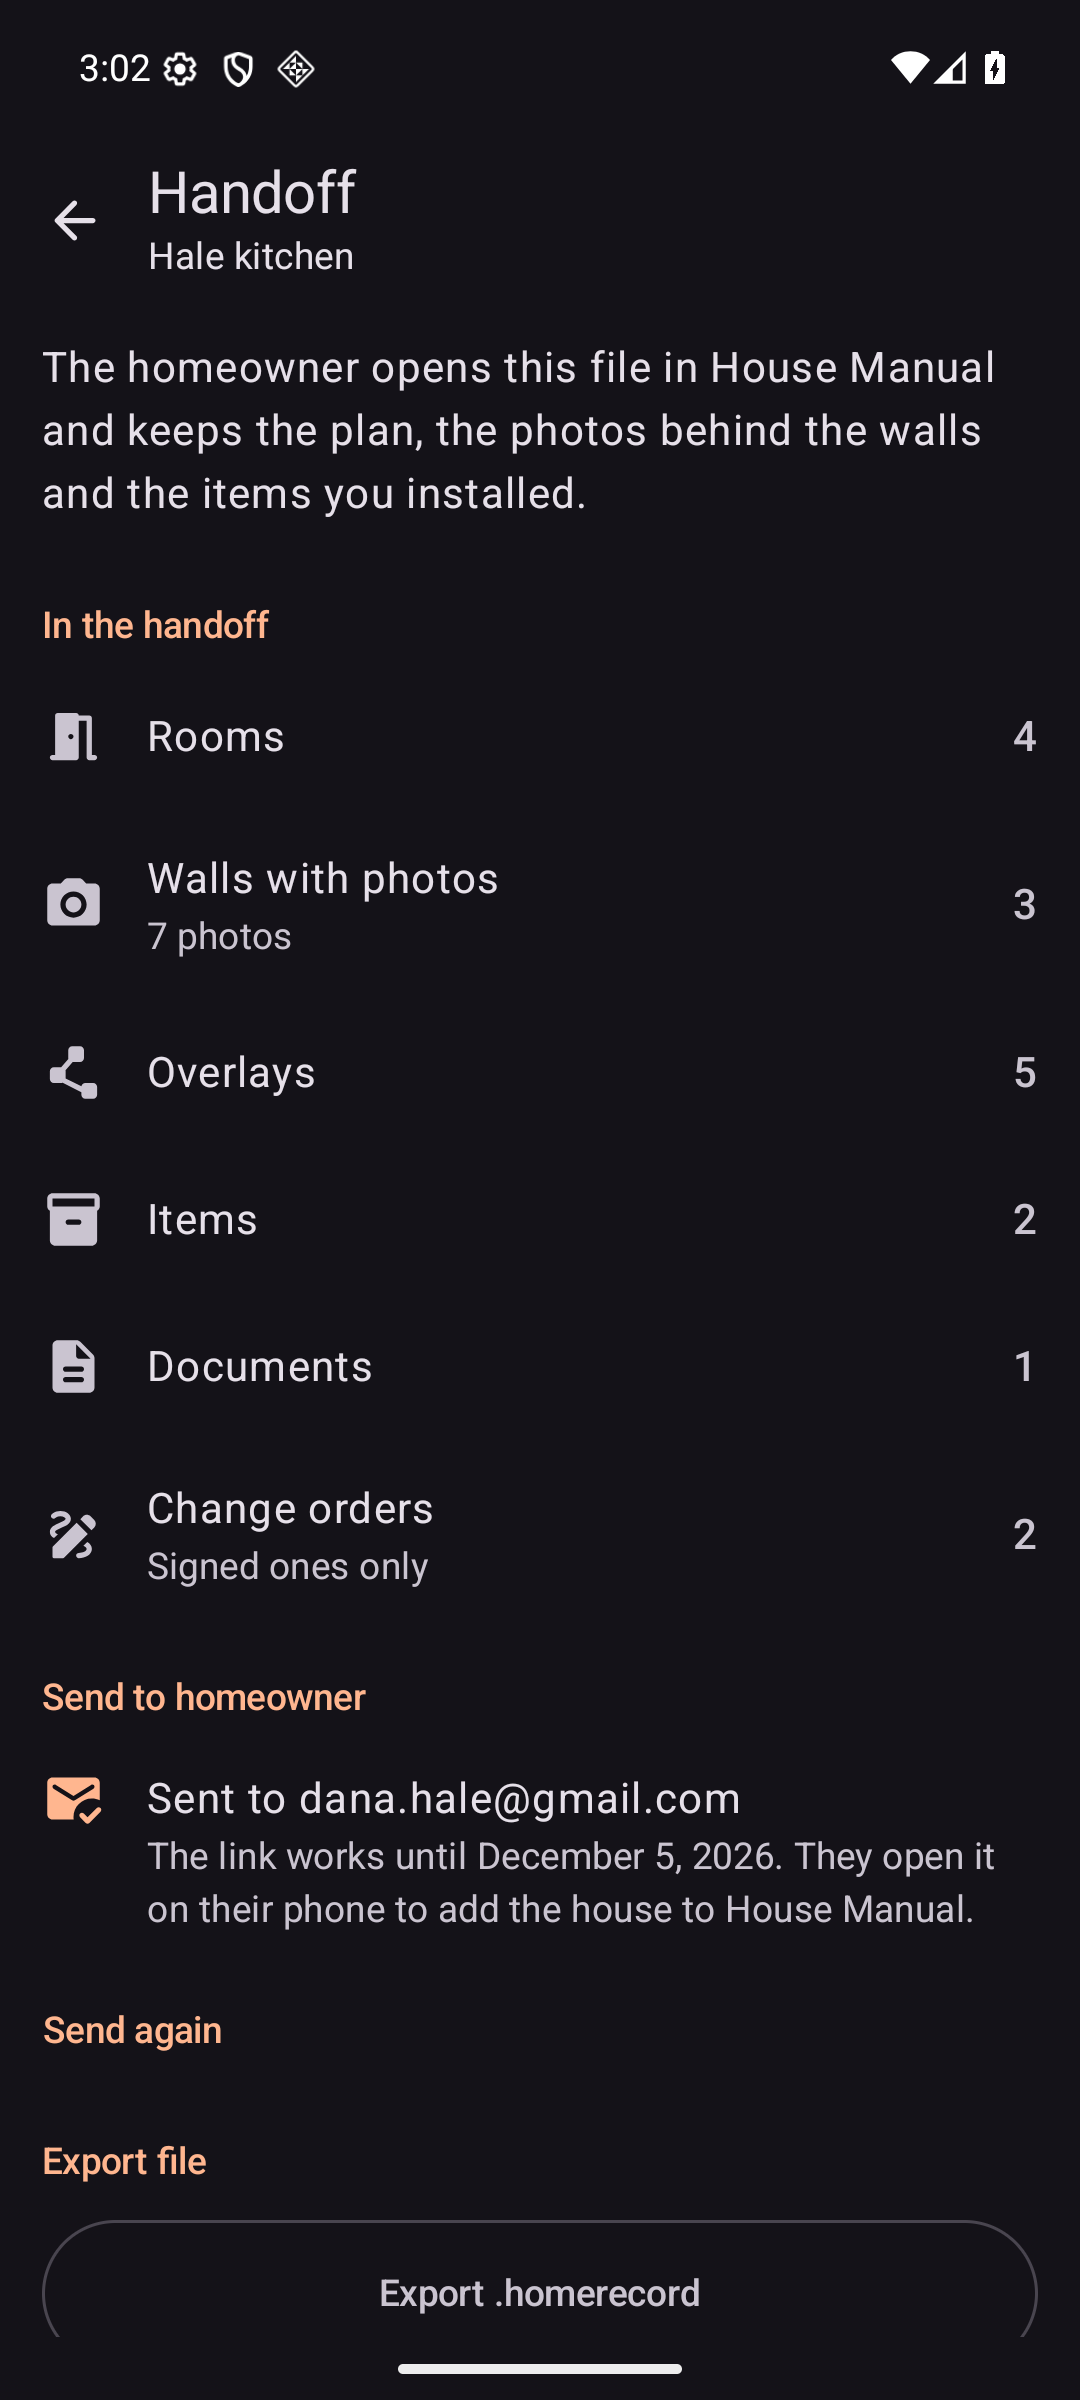 3:02
Handoff
Hale kitchen
The homeowner opens this file in House Manual
and keeps the plan, the photos behind the walls
and the items you installed.
In the handoff
Rooms 4
Walls with photos
7 photos
3
Overlays 5
Items 2
Documents 1
Change orders
Signed ones only
2
Send to homeowner
Sent to dana.hale@gmail.com
The link works until December 5, 2026. They open it
on their phone to add the house to House Manual.
Send again
Export file
Export .homerecord